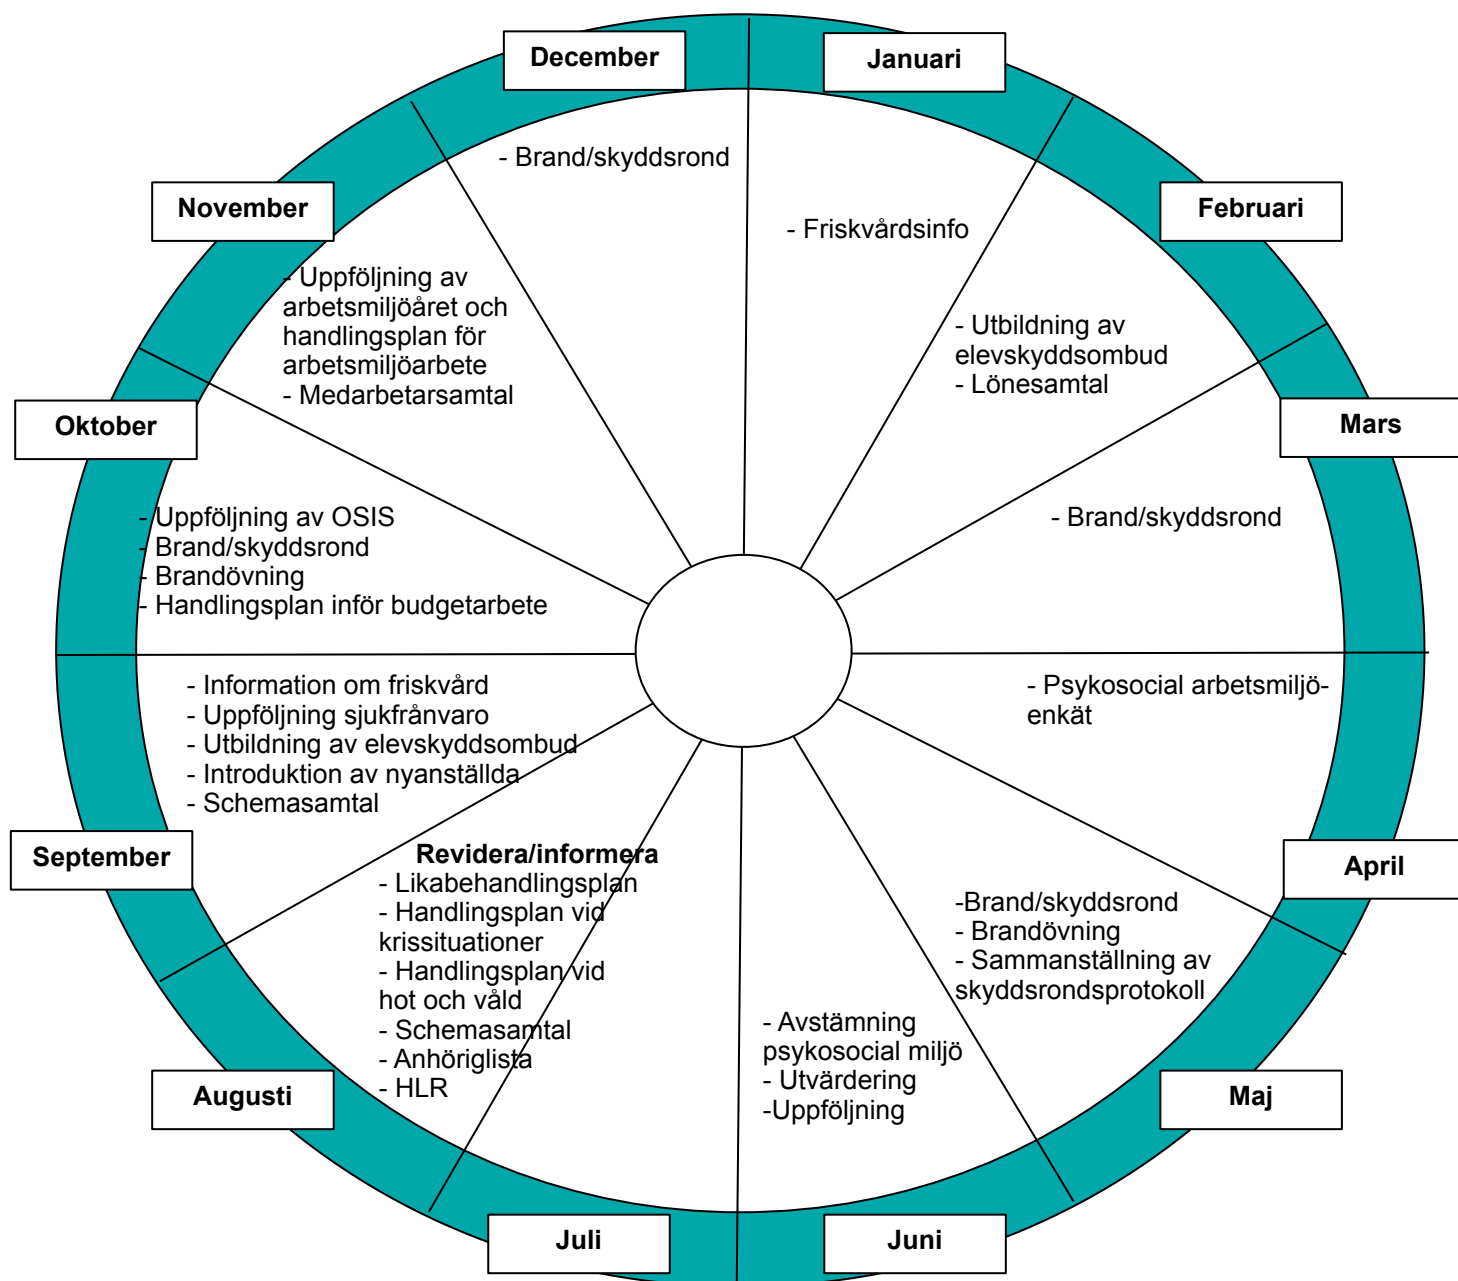 December
- Brand/skyddsrond
Januari
- Friskvårdsinfo
Februari
- Utbildning av
elevskyddsombud
- Lönesamtal
Mars
- Brand/skyddsrond
April
- Psykosocial arbetsmiljö-
enkät
Maj
-Brand/skyddsrond
- Brandövning
- Sammanställning av
skyddsrondsprotokoll
Juni
- Avstämning
psykosocial miljö
- Utvärdering
-Uppföljning
Juli
Augusti
Revidera/informera
- Likabehandlingsplan
- Handlingsplan vid
krissituationer
- Handlingsplan vid
hot och våld
- Schemasamtal
- Anhöriglista
- HLR
September
- Information om friskvård
- Uppföljning sjukfrånvaro
- Utbildning av elevskyddsombud
- Introduktion av nyanställda
- Schemasamtal
Oktober
- Uppföljning av OSIS
- Brand/skyddsrond
- Brandövning
- Handlingsplan inför budgetarbete
November
- Uppföljning av
arbetsmiljöåret och
handlingsplan för
arbetsmiljöarbete
- Medarbetarsamtal